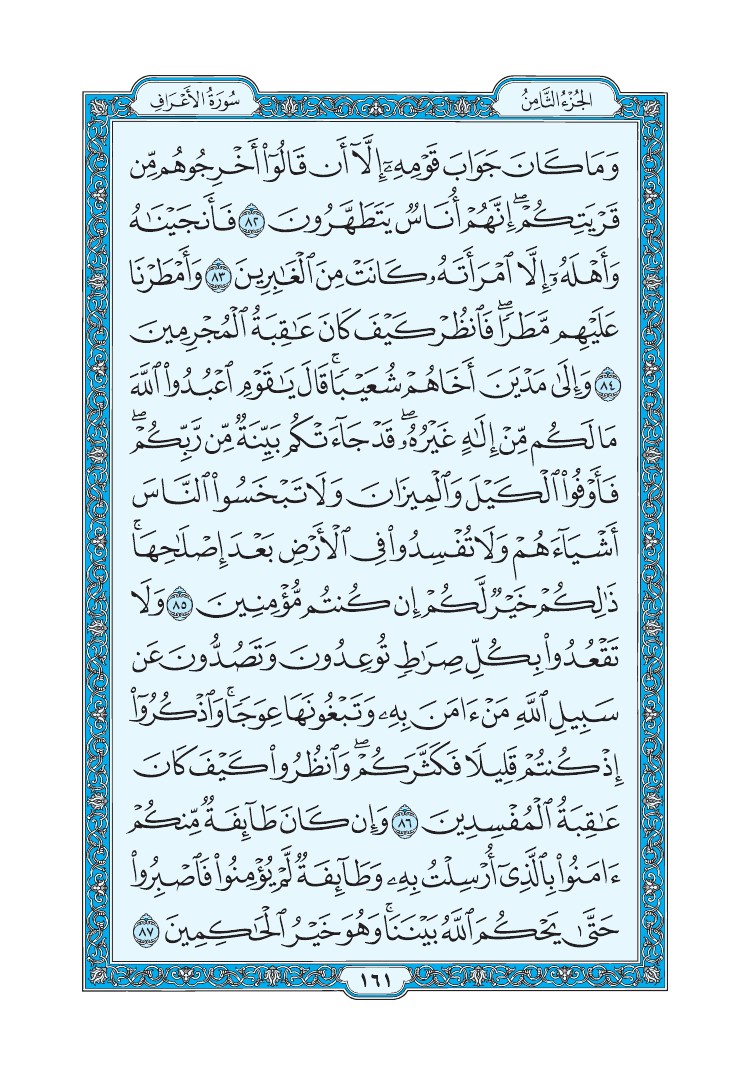 الجُزْءُ الثَّامِنُ
سُورَةُ الأَعْرَافِ
وَمَا كَانَ جَوَابَ قَوْمِهِۦٓ إِلَّآ أَن قَالُوٓا۟ أَخْرِجُوهُم مِّن
قَرْيَتِكُمْ ۖ إِنَّهُمْ أُنَاسٌ يَتَطَهَّرُونَ ٨٢ فَأَنجَيْنَٰهُ
وَأَهْلَهُۥٓ إِلَّا ٱمْرَأَتَهُۥ كَانَتْ مِنَ ٱلْغَٰبِرِينَ ٨٣ وَأَمْطَرْنَا
عَلَيْهِم مَّطَرًا ۖ فَٱنظُرْ كَيْفَ كَانَ عَٰقِبَةُ ٱلْمُجْرِمِينَ
٨٤ وَإِلَىٰ مَدْيَنَ أَخَاهُمْ شُعَيْبًا ۗ قَالَ يَٰقَوْمِ ٱعْبُدُوا۟ ٱللَّهَ
مَا لَكُم مِّنْ إِلَٰهٍ غَيْرُهُۥ ۖ قَدْ جَآءَتْكُم بَيِّنَةٌ مِّن رَّبِّكُمْ ۖ
فَأَوْفُوا۟ ٱلْكَيْلَ وَٱلْمِيزَانَ وَلَا تَبْخَسُوا۟ ٱلنَّاسَ
أَشْيَآءَهُمْ وَلَا تُفْسِدُوا۟ فِى ٱلْأَرْضِ بَعْدَ إِصْلَٰحِهَا ۚ
ذَٰلِكُمْ خَيْرٌ لَّكُمْ إِن كُنتُم مُّؤْمِنِينَ ٨٥ وَلَا
تَقْعُدُوا۟ بِكُلِّ صِرَٰطٍ تُوعِدُونَ وَتَصُدُّونَ عَن
سَبِيلِ ٱللَّهِ مَنْ ءَامَنَ بِهِۦ وَتَبْغُونَهَا عِوَجًا ۚ وَٱذْكُرُوٓا۟
إِذْ كُنتُمْ قَلِيلًا فَكَثَّرَكُمْ ۖ وَٱنظُرُوا۟ كَيْفَ كَانَ
عَٰقِبَةُ ٱلْمُفْسِدِينَ ٨٦ وَإِن كَانَ طَآئِفَةٌ مِّنكُمْ
ءَامَنُوا۟ بِٱلَّذِىٓ أُرْسِلْتُ بِهِۦ وَطَآئِفَةٌ لَّمْ يُؤْمِنُوا۟ فَٱصْبِرُوا۟
حَتَّىٰ يَحْكُمَ ٱللَّهُ بَيْنَنَا ۚ وَهُوَ خَيْرُ ٱلْحَٰكِمِينَ ٨٧
١٦١